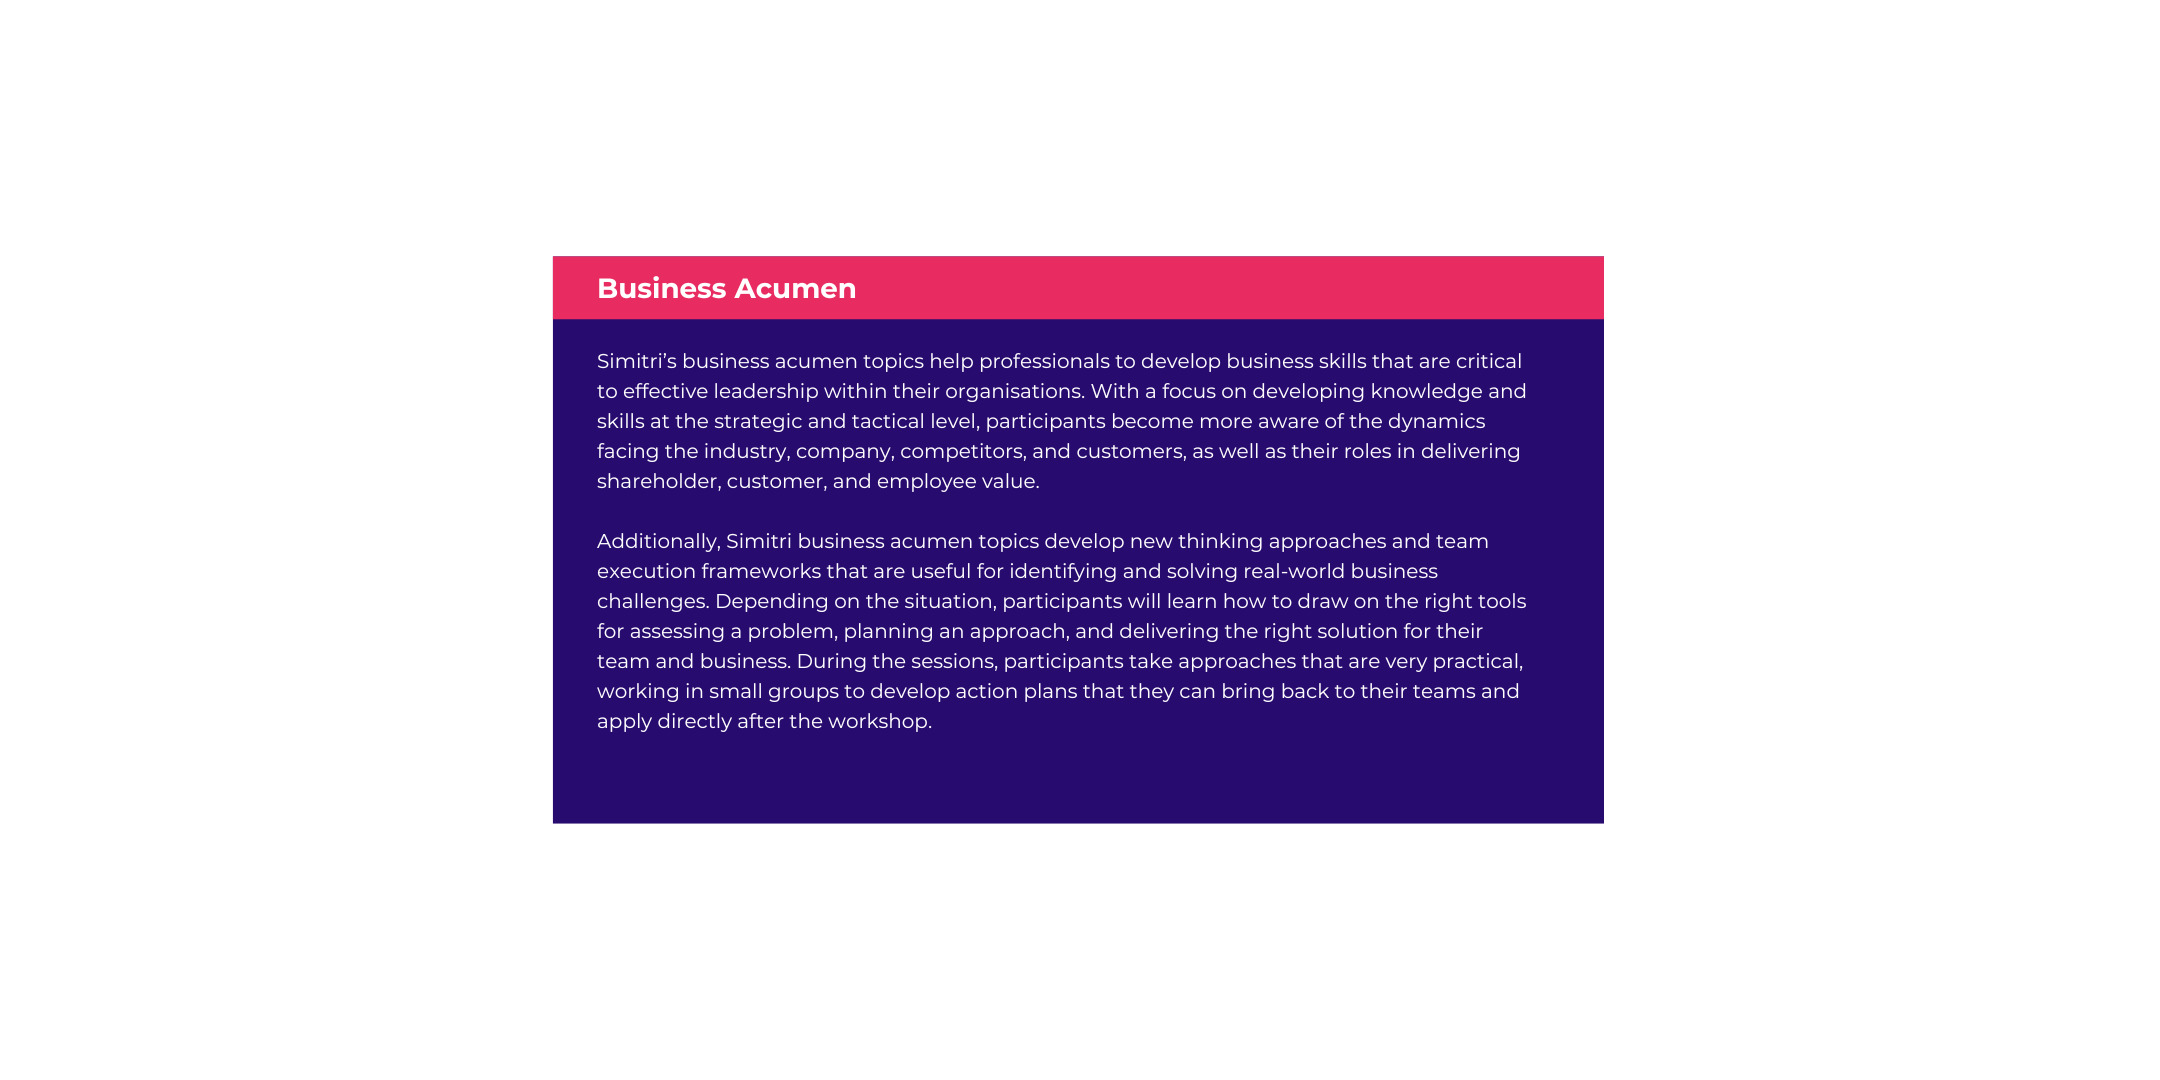 Business Acumen
Simitri’s business acumen topics help professionals to develop business skills that are critical
to effective leadership within their organisations. With a focus on developing knowledge and
skills at the strategic and tactical level, participants become more aware of the dynamics
facing the industry, company, competitors, and customers, as well as their roles in delivering
shareholder, customer, and employee value.
Additionally, Simitri business acumen topics develop new thinking approaches and team
execution frameworks that are useful for identifying and solving real-world business
challenges. Depending on the situation, participants will learn how to draw on the right tools
for assessing a problem, planning an approach, and delivering the right solution for their
team and business. During the sessions, participants take approaches that are very practical,
working in small groups to develop action plans that they can bring back to their teams and
apply directly after the workshop.